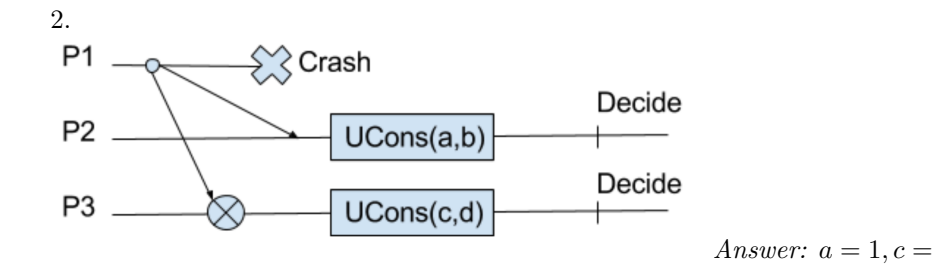 2.
P1
Crash
Decide
P2
UCons(a,b)
Decide
P3
UCons(c,d)
Answer: a = 1, c =